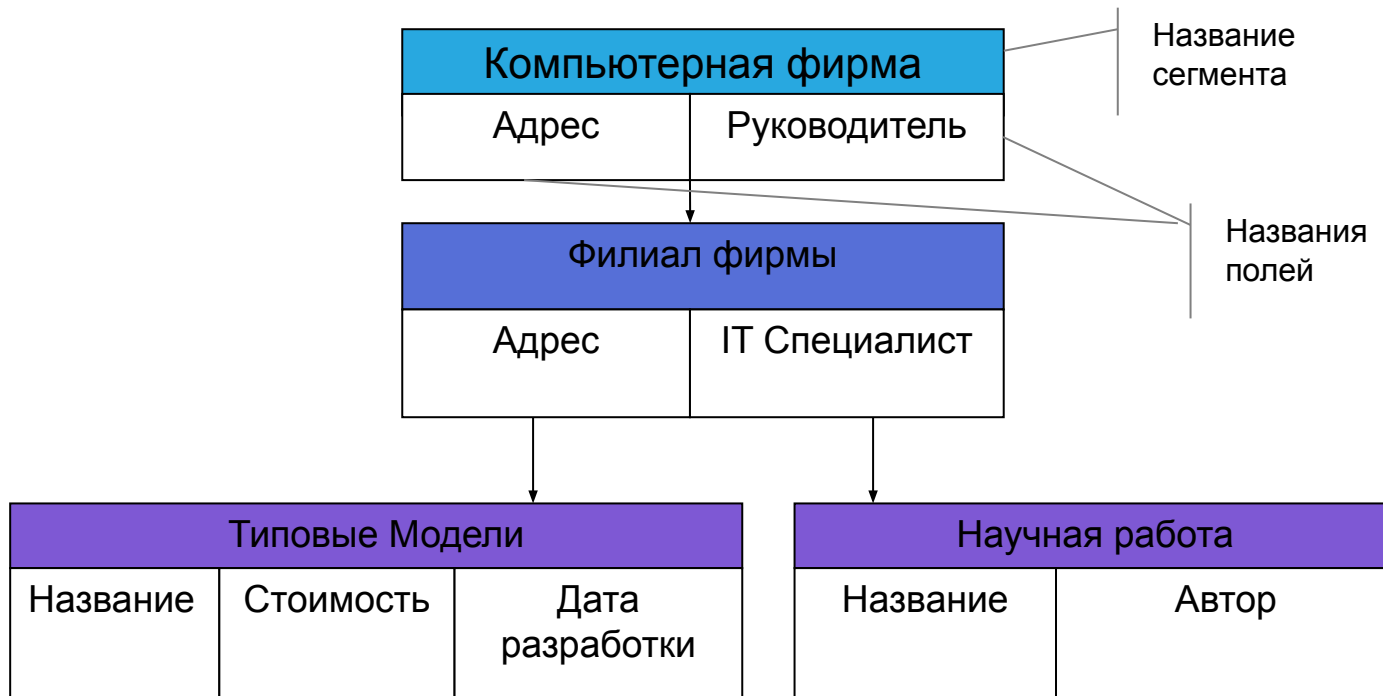 Компьютерная фирма
Название
сегмента
Адрес
Руководитель
Названия
полей
Филиал фирмы
Адрес
IT Специалист
Типовые Модели
Название
Стоимость
Дата
разработки
Научная работа
Название
Автор